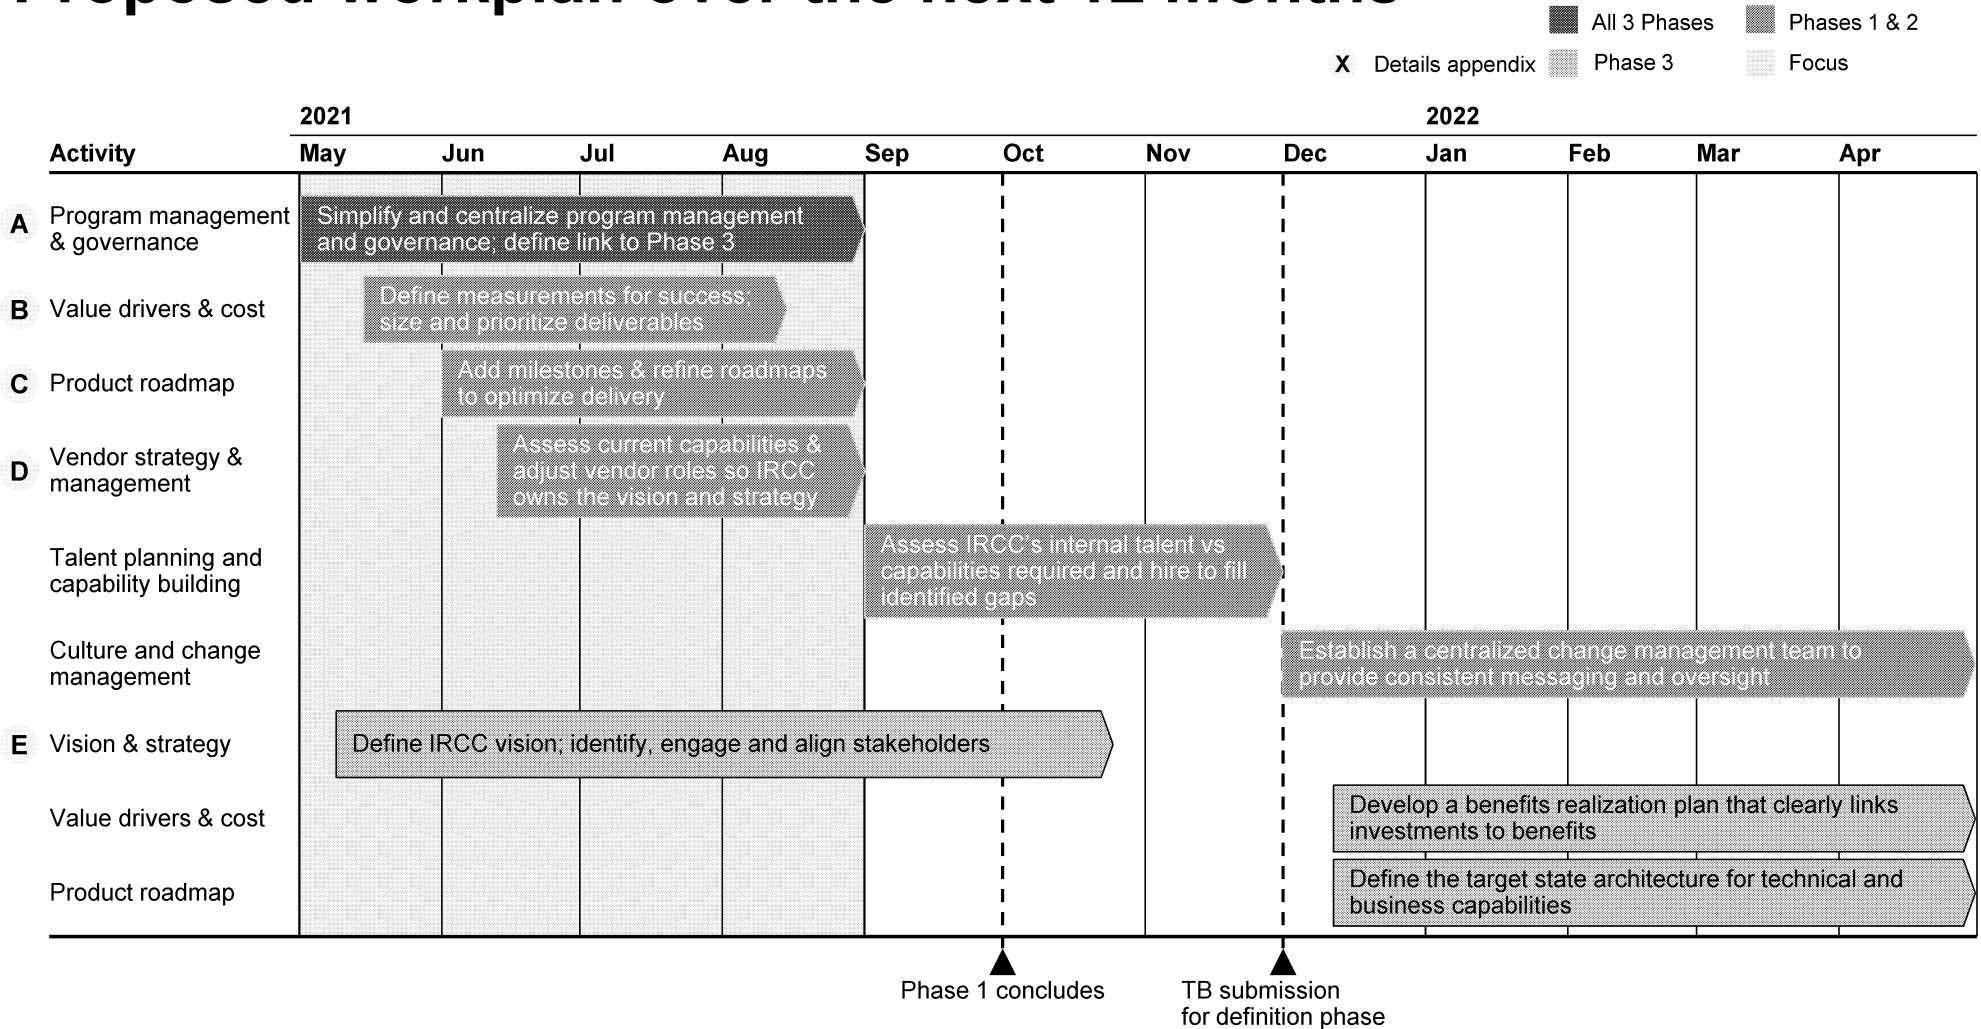 Proposed workplan over the next 12 months
All 3 Phases
Phases 1 & 2
X Details appendix
Phase 3
Focus
2021
2022
Activity
May
Jun
Jul
Aug
Sep
Oct
Nov
Dec
Jan
Feb
Mar
Apr
A
Program management
& governance
Simplify and centralize program management
and governance; define link to Phase 3
B
Value drivers & cost
Define measurements for success;
size and prioritize deliverables
C
Product roadmap
Add milestones & refine roadmaps
to optimize delivery
D
Vendor strategy &
management
Assess current capabilities &
adjust vendor roles so IRCC
owns the vision and strategy
Talent planning and
capability building
Assess IRCC's internal talent vs
capabilities required and hire to fill
identified gaps
Culture and change
management
Establish a centralized change management team to
provide consistent messaging and oversight
E
Vision & strategy
Define IRCC vision; identify, engage and align stakeholders
Value drivers & cost
Develop a benefits realization plan that clearly links
investments to benefits
Product roadmap
Define the target state architecture for technical and
business capabilities
Phase 1 concludes
TB submission
for definition phase